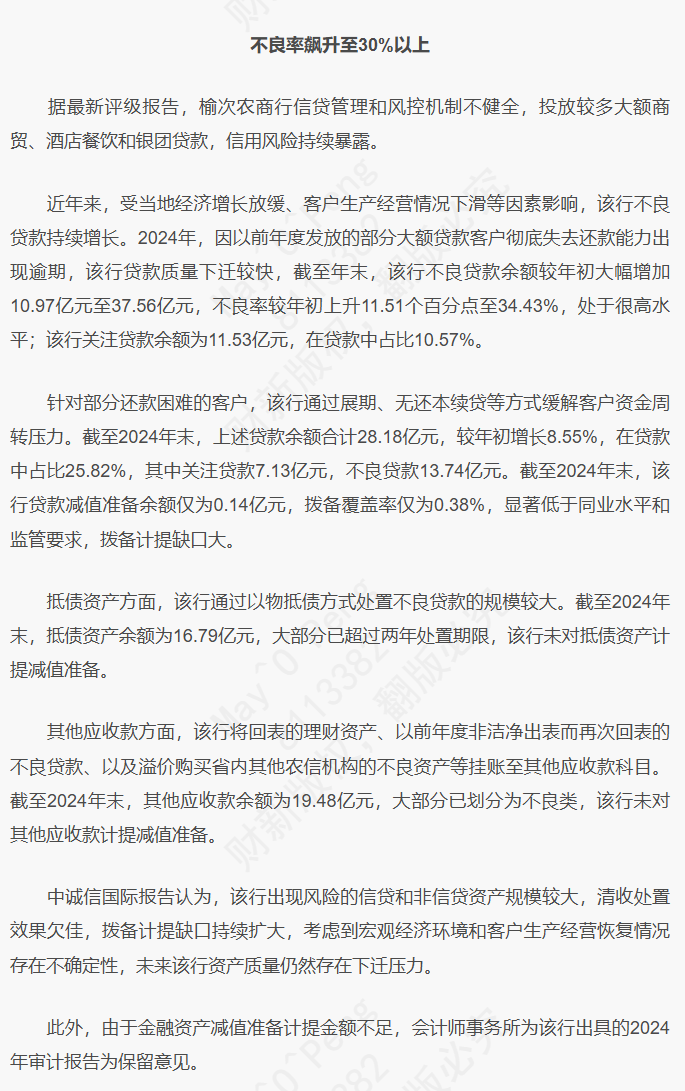 不良率飙升至30%以上
据最新评级报告，榆次农商行信贷管理和风控机制不健全，投放较多大额商
贸、酒店餐饮和银团贷款，信用风险持续暴露。
近年来，受当地经济增长放缓、客户生产经营情况下滑等因素影响，该行不良
贷款持续增长。2024年，因以前年度发放的部分大额贷款客户彻底失去还款能力出
现逾期，该行贷款质量下迁较快，截至年末，该行不良贷款余额较年初大幅增加
10.97亿元至37.56亿元，不良率较年初上升11.51个百分点至34.43%，处于很高水
平；该行关注贷款余额为11.53亿元，在贷款中占比10.57%。
针对部分还款困难的客户，该行通过展期、无还本续贷等方式缓解客户资金周
转压力。截至2024年末，上述贷款余额合计28.18亿元，较年初增长8.55%，在贷款
中占比25.82%，其中关注贷款7.13亿元，不良贷款13.74亿元。截至2024年末，该
行贷款减值准备余额仅为0.14亿元，拨备覆盖率仅为0.38%，显著低于同业水平和
监管要求，拨备计提缺口大。
抵债资产方面，该行通过以物抵债方式处置不良贷款的规模较大。截至2024年
末，抵债资产余额为16.79亿元，大部分已超过两年处置期限，该行未对抵债资产计
提减值准备。
其他应收款方面，该行将回表的理财资产、以前年度非洁净出表而再次回表的
不良贷款、以及溢价购买省内其他农信机构的不良资产等挂账至其他应收款科目。
截至2024年末，其他应收款余额为19.48亿元，大部分已划分为不良类，该行未对
其他应收款计提减值准备。
中诚信国际报告认为，该行出现风险的信贷和非信贷资产规模较大，清收处置
效果欠佳，拨备计提缺口持续扩大，考虑到宏观经济环境和客户生产经营恢复情况
存在不确定性，未来该行资产质量仍然存在下迁压力。
此外，由于金融资产减值准备计提金额不足，会计师事务所为该行出具的2024
年审计报告为保留意见。
May^O^Peng
8113382
财新版权，翻版必究